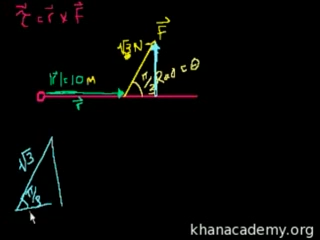 τ⃗ = r⃗ × F⃗
F⃗
√3 N
π/3 rad = θ
|r⃗| = 10 m
r⃗
√3
π/3
khanacademy.org